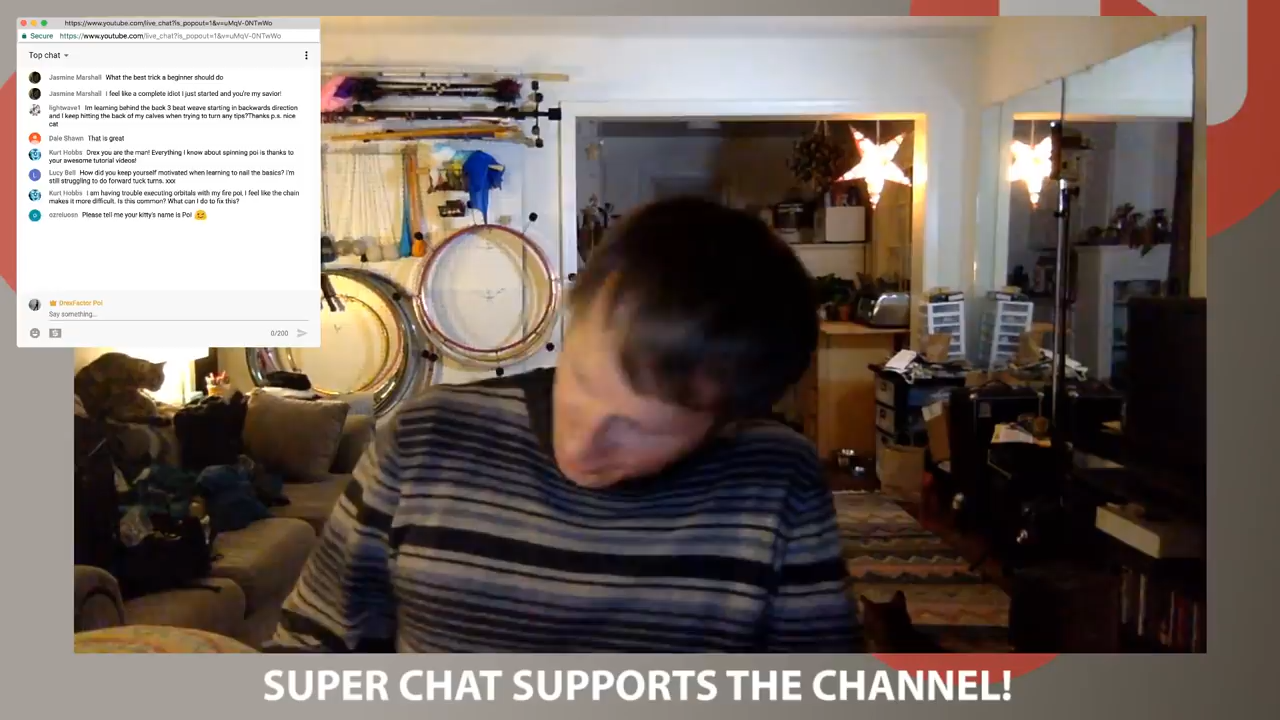 https://www.youtube.com/live_chat?is_popout=1&v=uMqV-0NTwWo
Secure https://www.youtube.com/live_chat?is_popout=1&v=uMqV-0NTwWo
Top chat
Jasmine Marshall What the best trick a beginner should do
Jasmine Marshall I feel like a complete idiot I just started and you're my savior!
lightwave1 Im learning behind the back 3 beat weave starting in backwards direction
and I keep hitting the back of my calves when trying to turn any tips?Thanks p.s. nice
cat
Dale Shawn That is great
Kurt Hobbs Drex you are the man! Everything I know about spinning poi is thanks to
your awesome tutorial videos!
Lucy Bell How did you keep yourself motivated when learning to nail the basics? i'm
still struggling to do forward tuck turns. xxx
Kurt Hobbs I am having trouble executing orbitals with my fire poi, I feel like the chain
makes it more difficult. Is this common? What can I do to fix this?
ozreluosn Please tell me your kitty's name is Poi
DrexFactor Poi
Say something...
0/200
SUPER CHAT SUPPORTS THE CHANNEL!